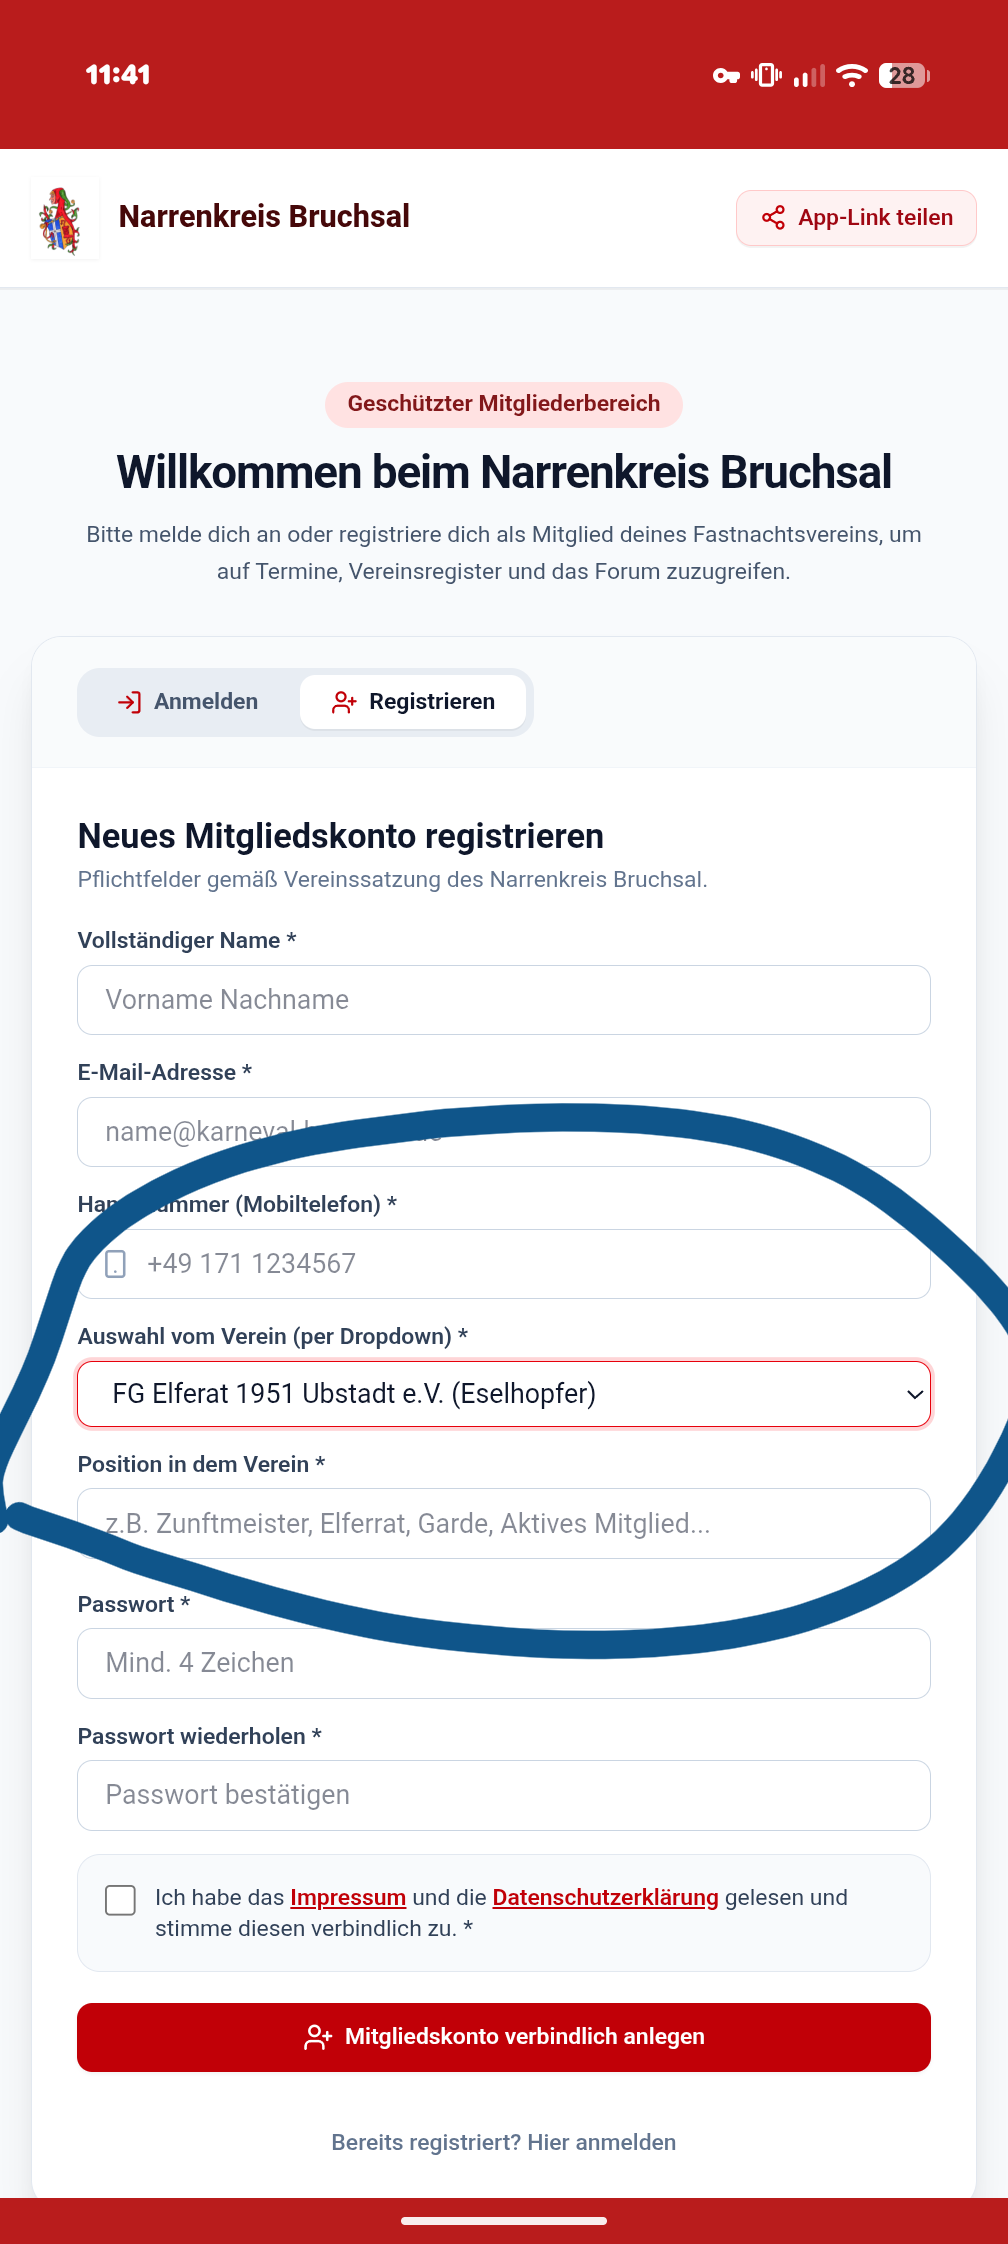 11:41
28
Narrenkreis Bruchsal
App-Link teilen
Geschützter Mitgliederbereich
Willkommen beim Narrenkreis Bruchsal
Bitte melde dich an oder registriere dich als Mitglied deines Fastnachtsvereins, um
auf Termine, Vereinsregister und das Forum zuzugreifen.
Anmelden
Registrieren
Neues Mitgliedskonto registrieren
Pflichtfelder gemäß Vereinssatzung des Narrenkreis Bruchsal.
Vollständiger Name *
Vorname Nachname
E-Mail-Adresse *
(Mobiltelefon) *
+49 171 1234567
Auswahl vom Verein (per Dropdown) *
FG Elferat 1951 Ubstadt e.V. (Eselhopfer)
Position in dem Verein *
z.B. Zunftmeister, Elferrat, Garde, Aktives Mitglied...
Passwort *
Mind. 4 Zeichen
Passwort wiederholen *
Passwort bestätigen
Ich habe das Impressum und die Datenschutzerklärung gelesen und
stimme diesen verbindlich zu. *
Mitgliedskonto verbindlich anlegen
Bereits registriert? Hier anmelden